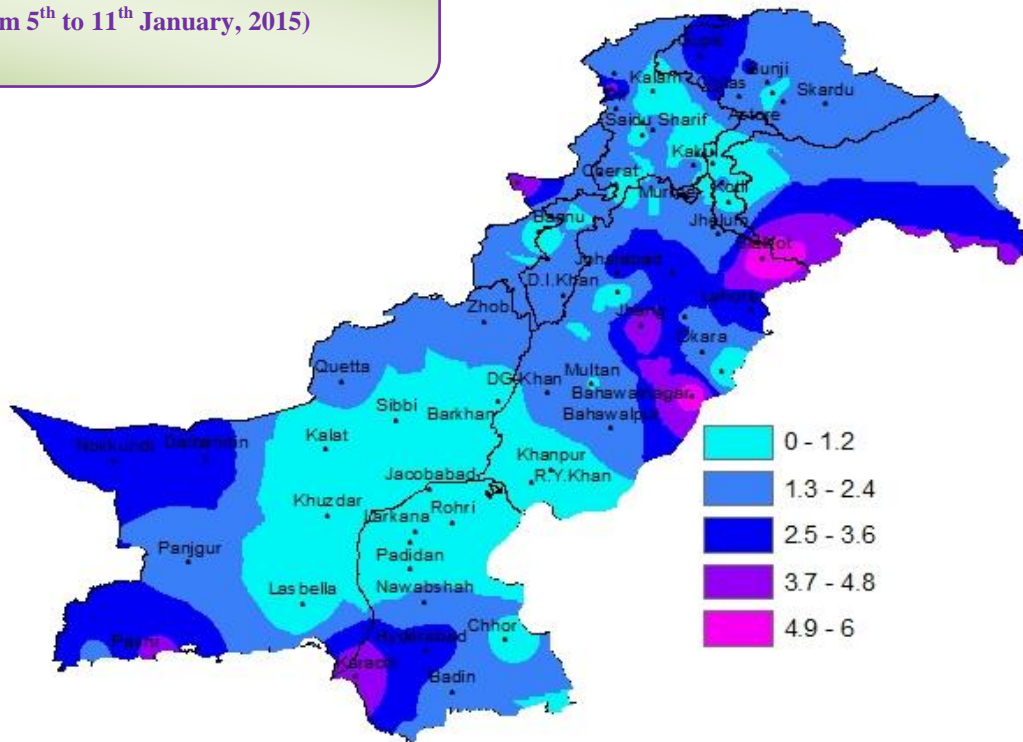 m 5th to 11th January, 2015)
Gupis
Bunji
Kalam
Skardu
Astore
Saidu Sharif
Kakul
Cherat
Kotli
Murree
Bannu
Jhelum
Sialkot
Joharabad
D.I.Khan
Lahore
Zhob
Jhang
Okara
Quetta
DG Khan
Multan
Bahawalnagar
Sibbi
Barkhan
Bahawalpur
Nokkundi
Dalbandin
Kalat
0 - 1.2
Khanpur
Jacobabad
R.Y.Khan
1.3 - 2.4
Khuzdar
Larkana
Rohri
2.5 - 3.6
Panjgur
Padidan
3.7 - 4.8
Lasbella
Nawabshah
4.9 - 6
Pasni
Hyderabad
Chhor
Karachi
Badin